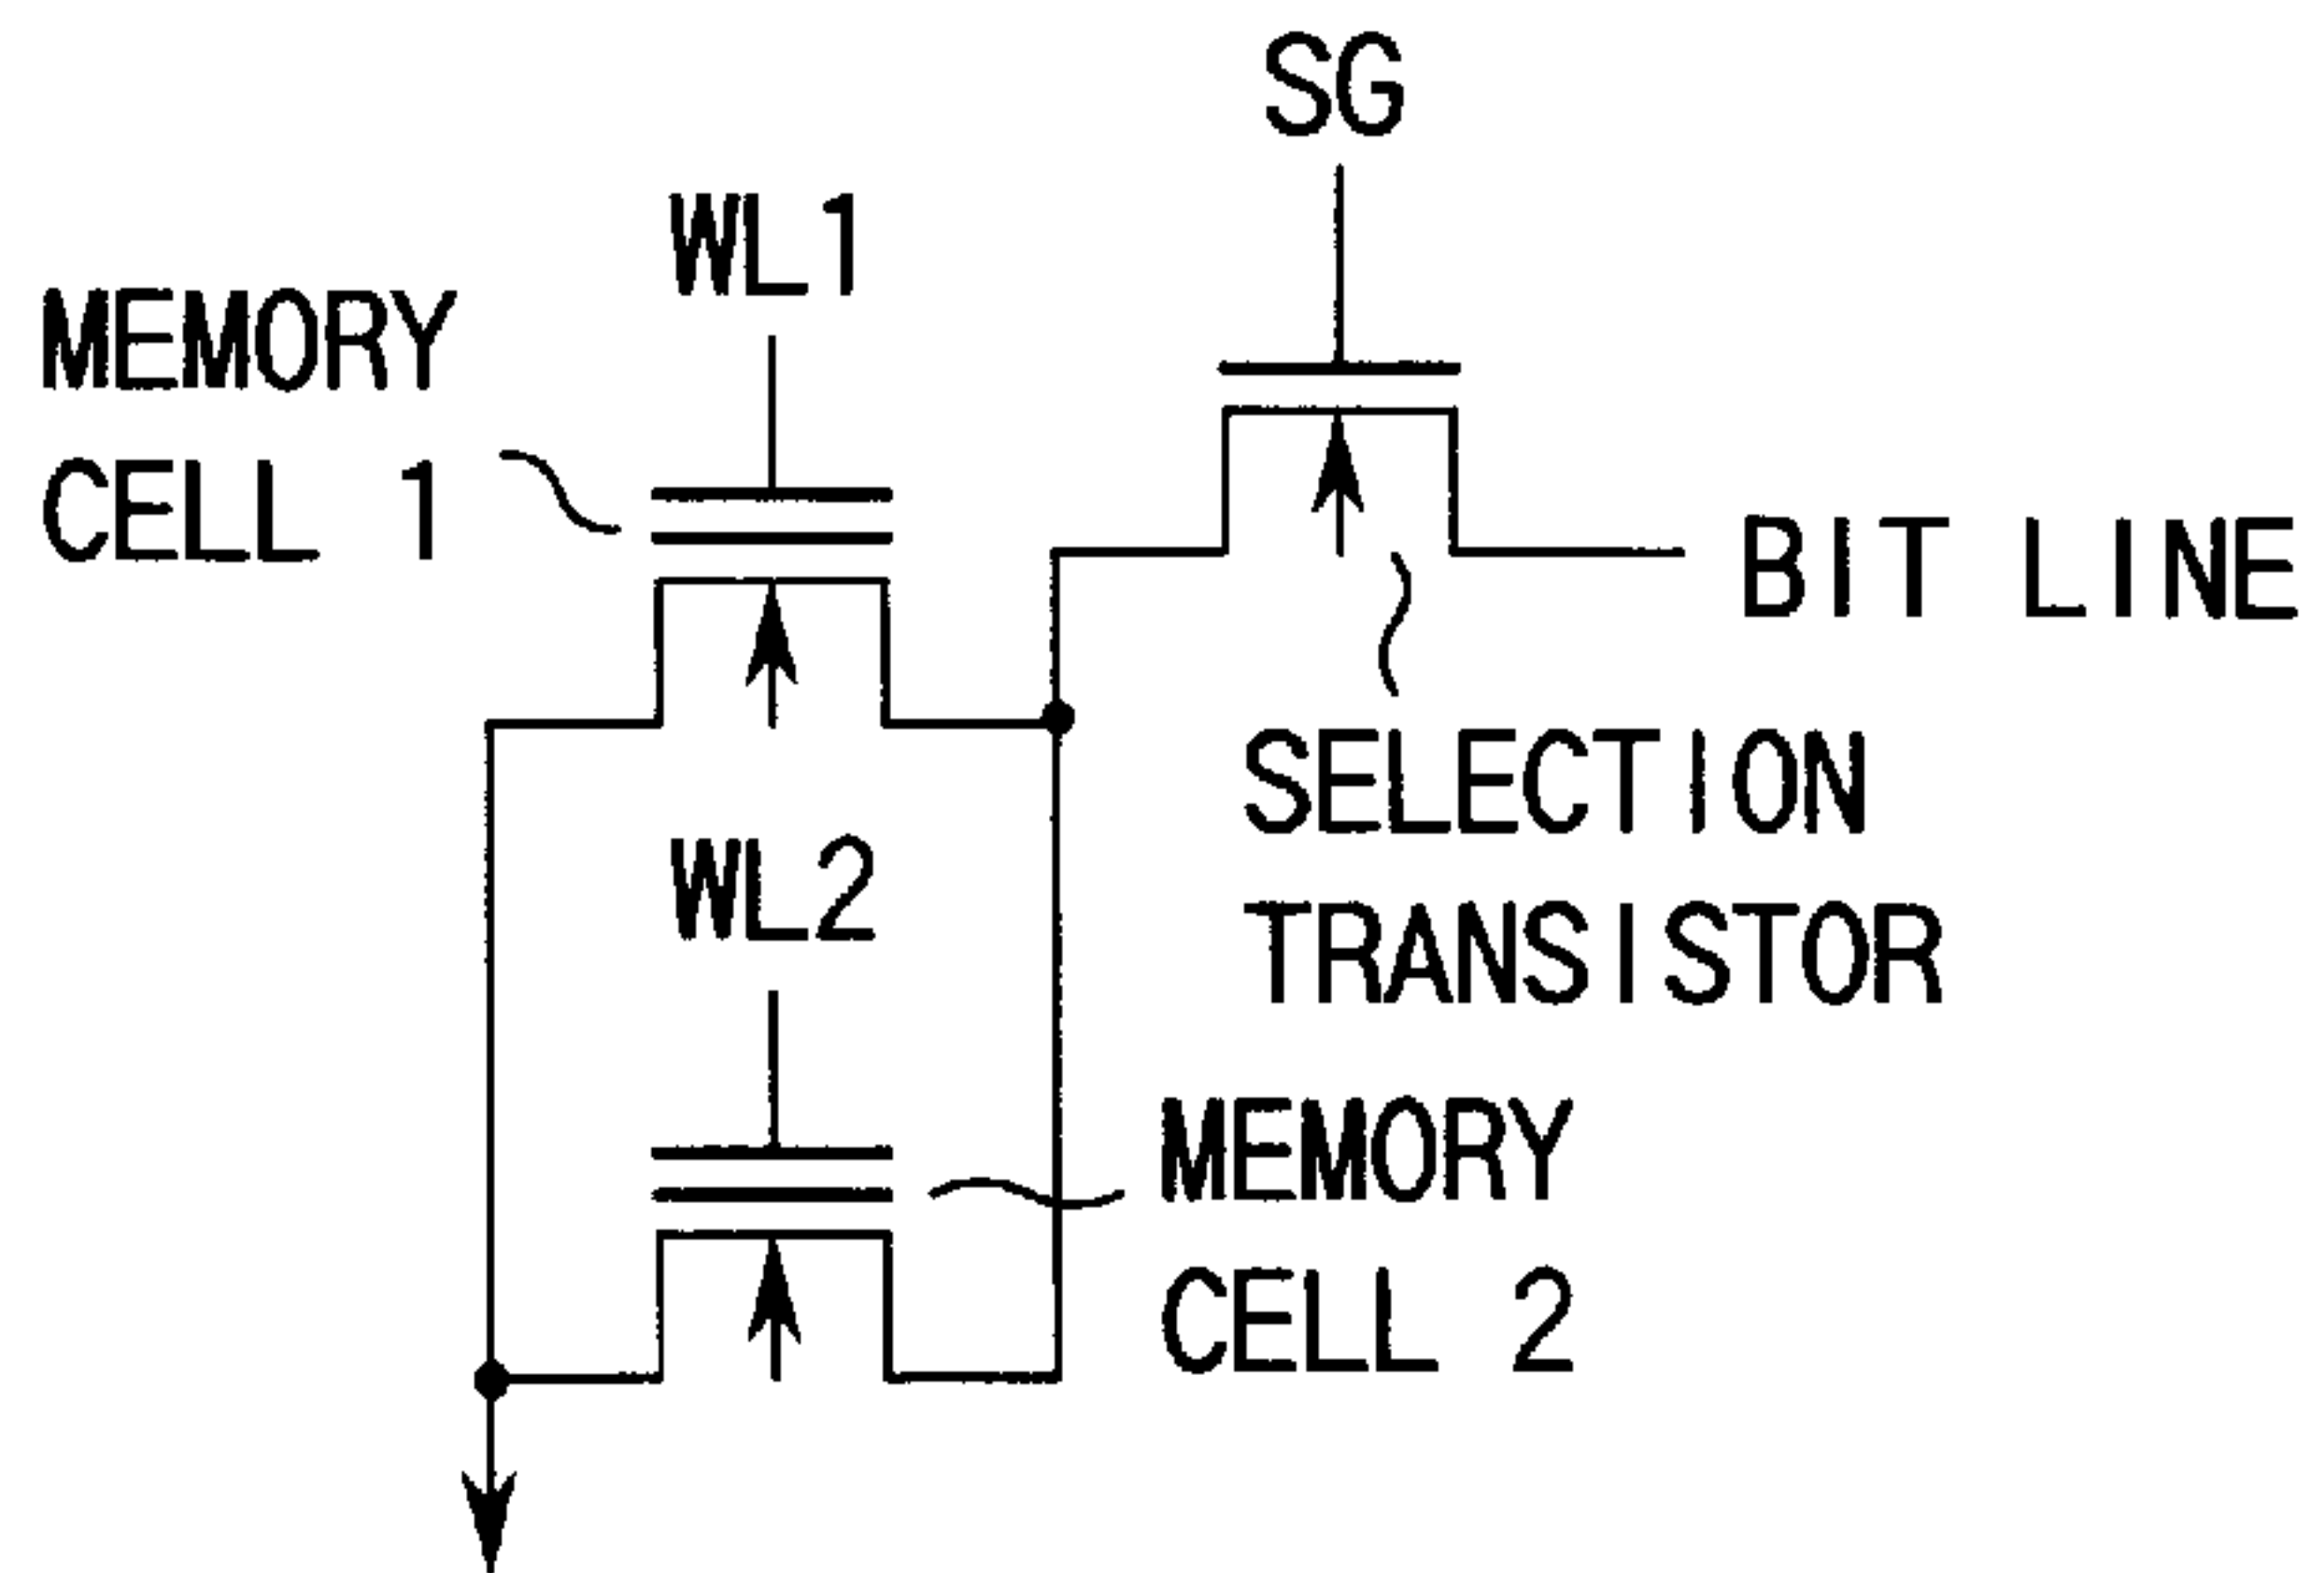 SG
WL1
MEMORY
CELL 1
BIT LINE
SELECTION
TRANSISTOR
WL2
MEMORY
CELL 2